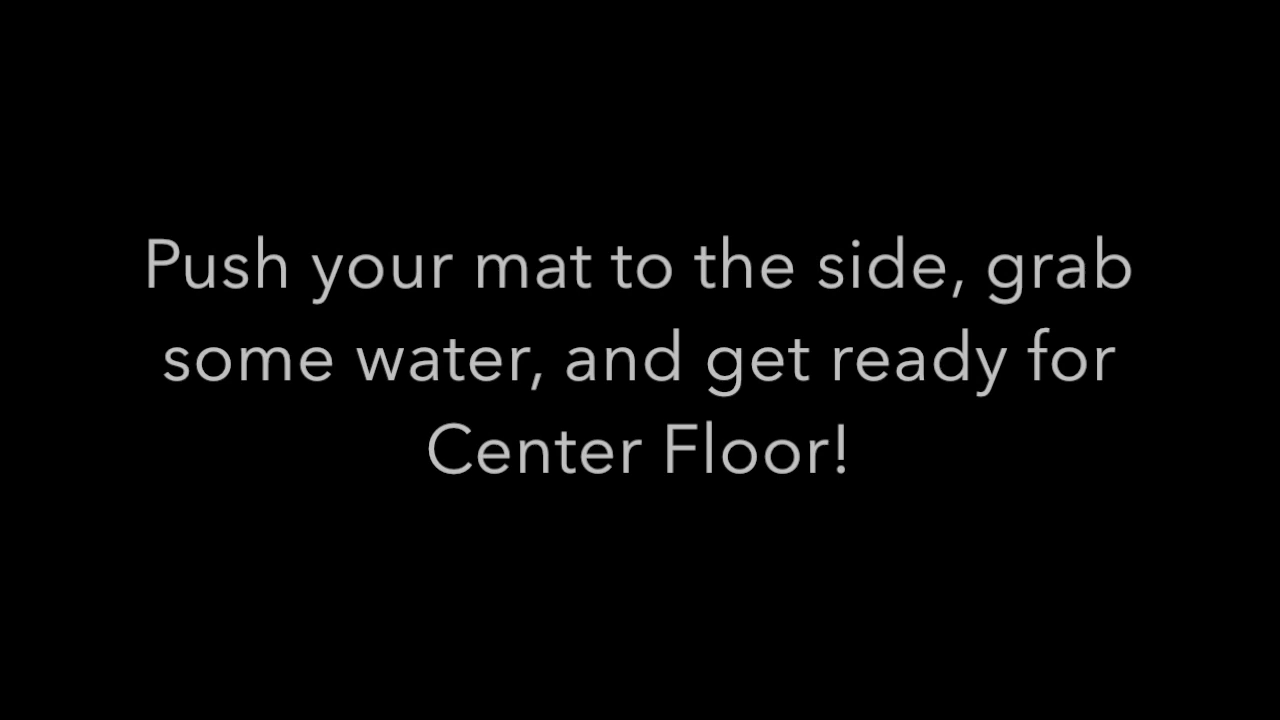 Push your mat to the side, grab
some water, and get ready for
Center Floor!